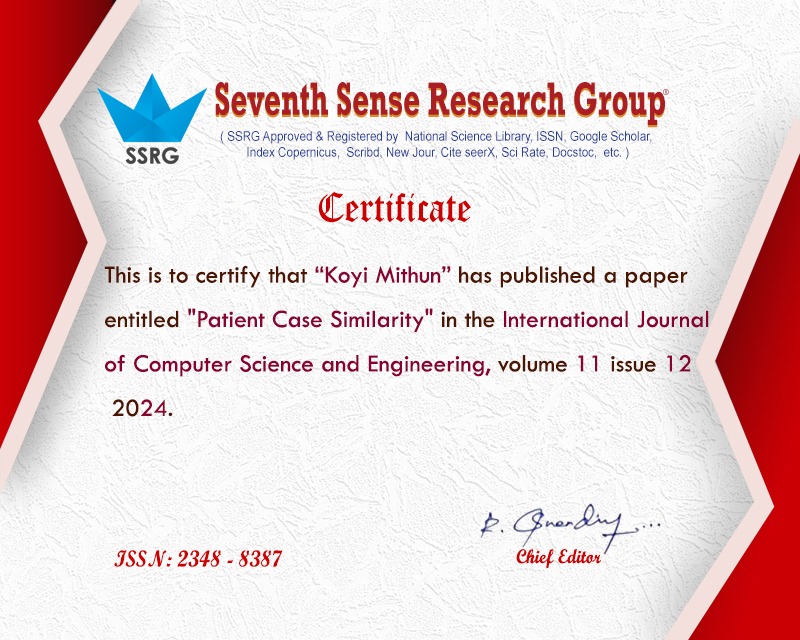 Seventh Sense Research Group®
( SSRG Approved & Registered by National Science Library, ISSN, Google Scholar,
Index Copernicus, Scribd, New Jour, Cite seerX, Sci Rate, Docstoc, etc. )
SSRG
Certificate
This is to certify that “Koyi Mithun” has published a paper
entitled "Patient Case Similarity" in the International Journal
of Computer Science and Engineering, volume 11 issue 12
2024.
ISSN: 2348 - 8387
Chief Editor